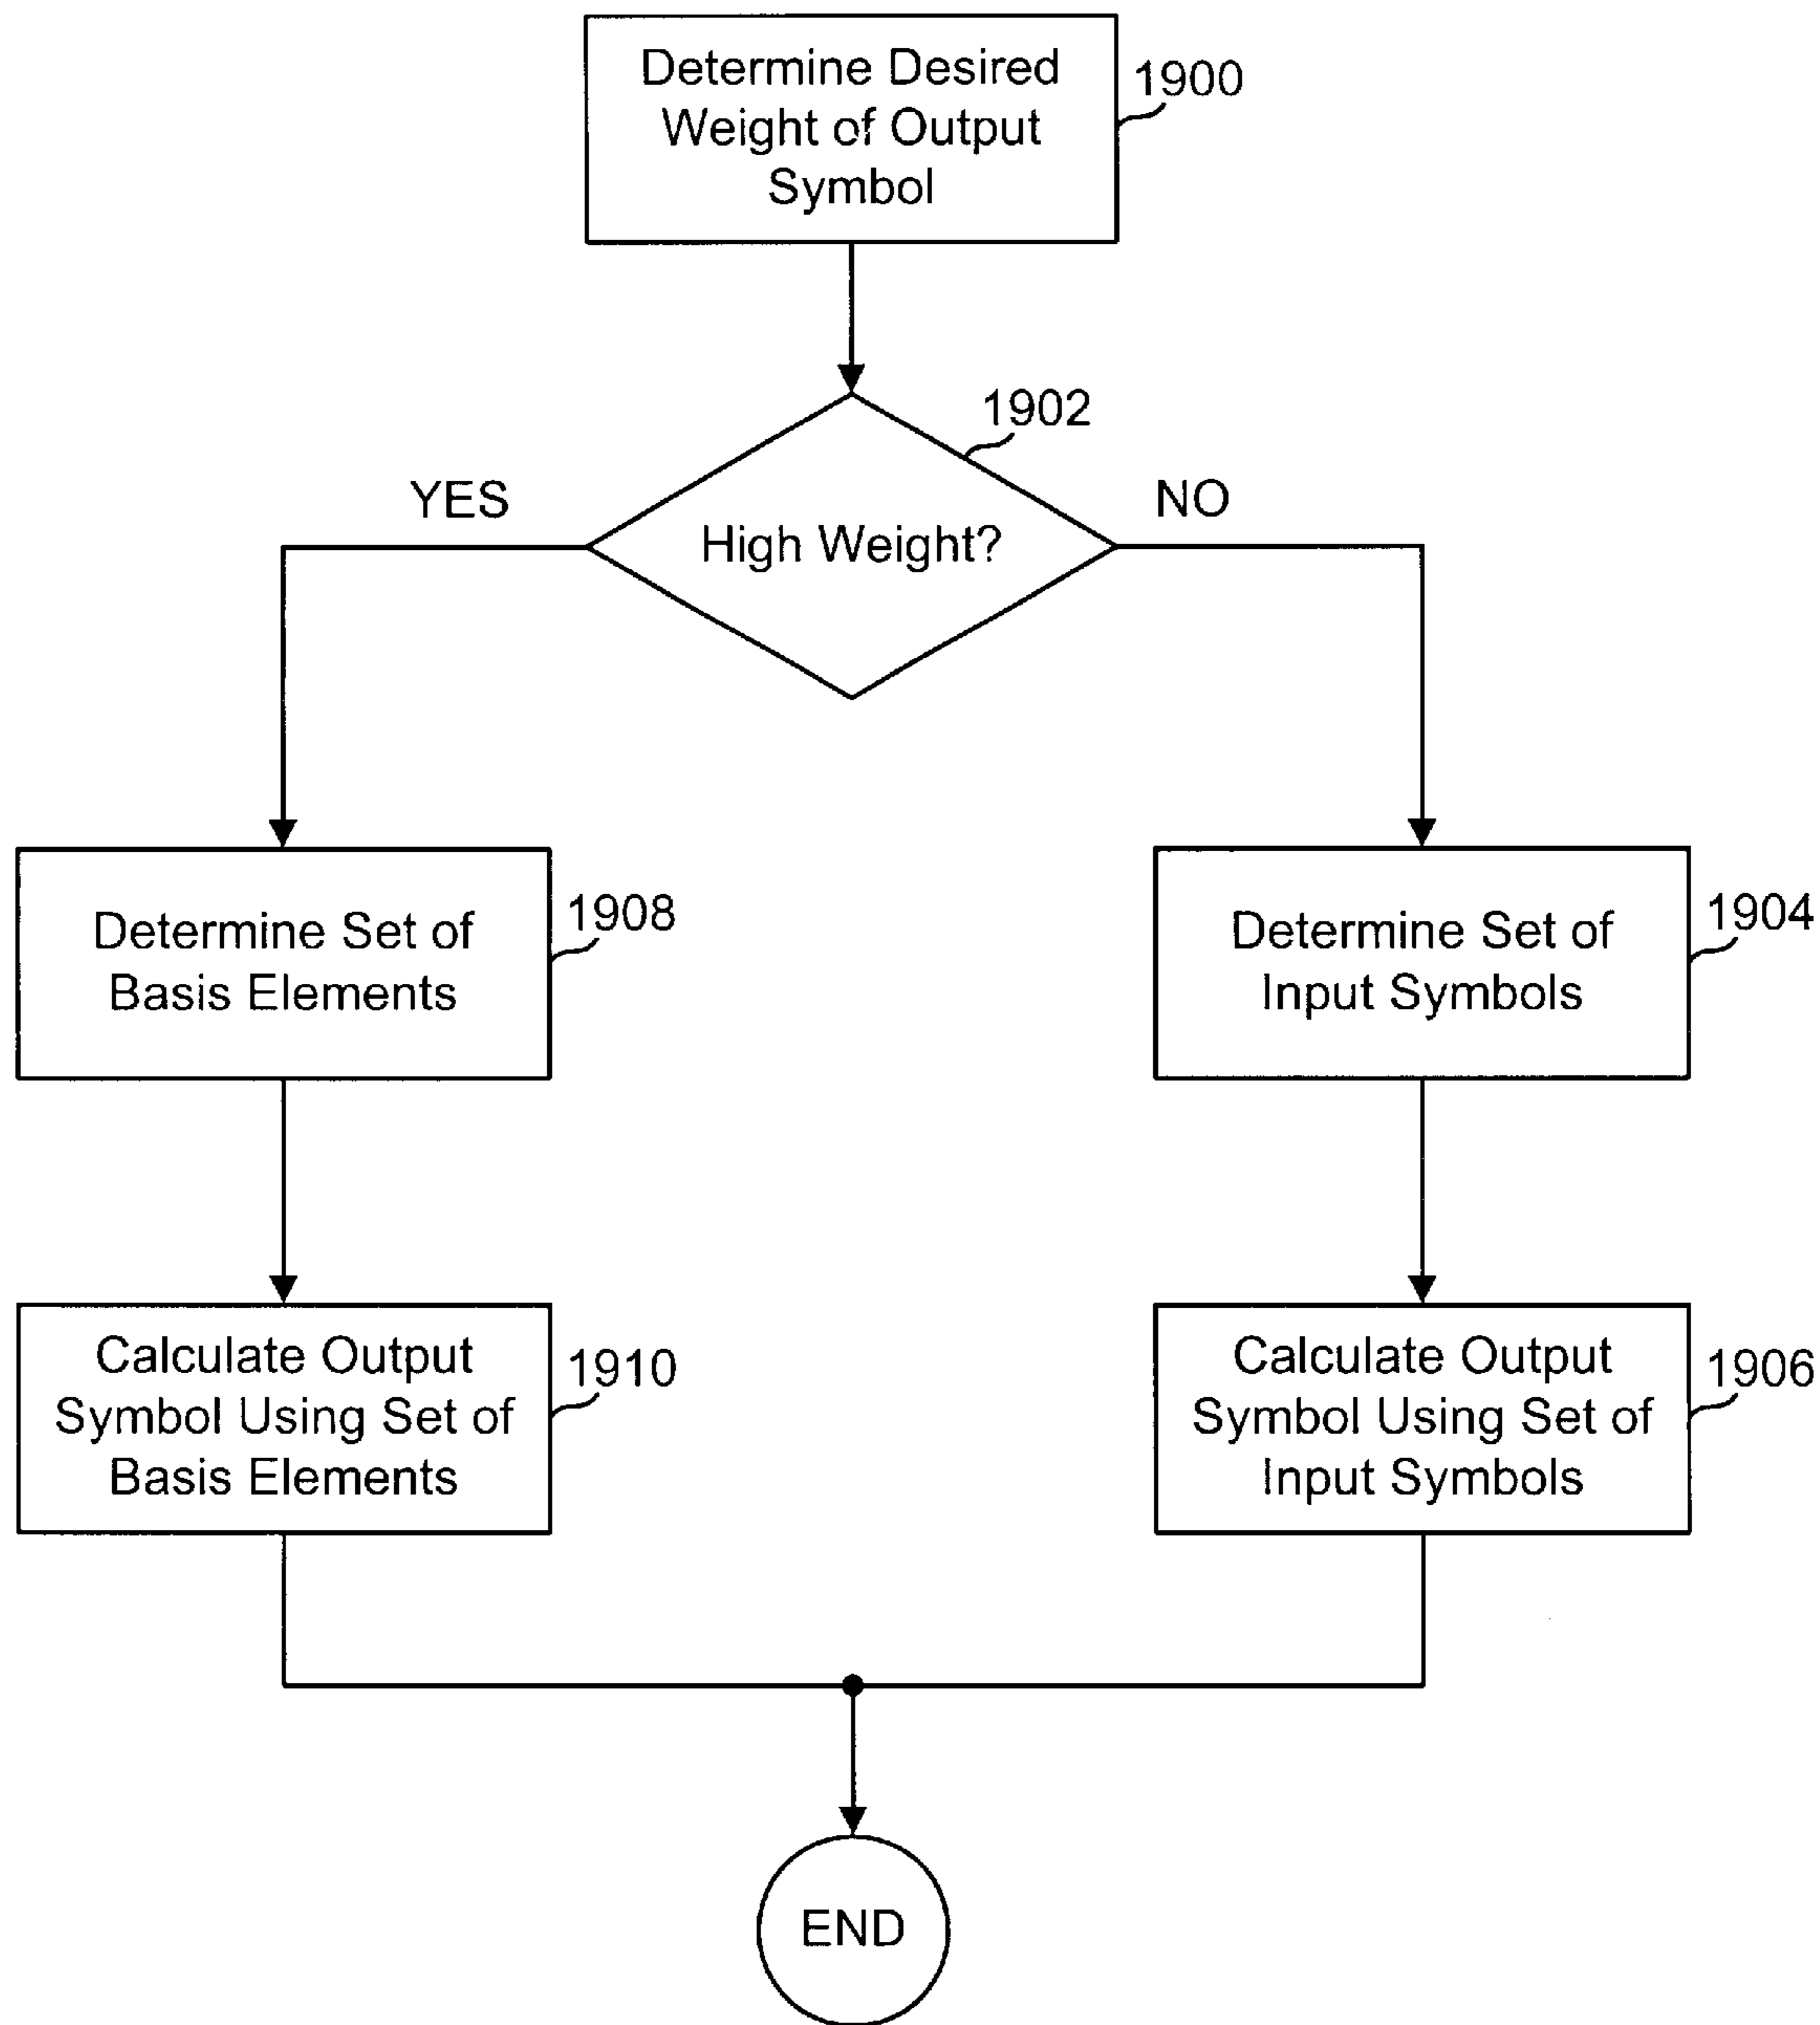 Determine Desired
Weight of Output
Symbol
1900
1902
YES
NO
High Weight?
Determine Set of
Basis Elements
1908
Determine Set of
Input Symbols
1904
Calculate Output
Symbol Using Set of
Basis Elements
1910
Calculate Output
Symbol Using Set of
Input Symbols
1906
END